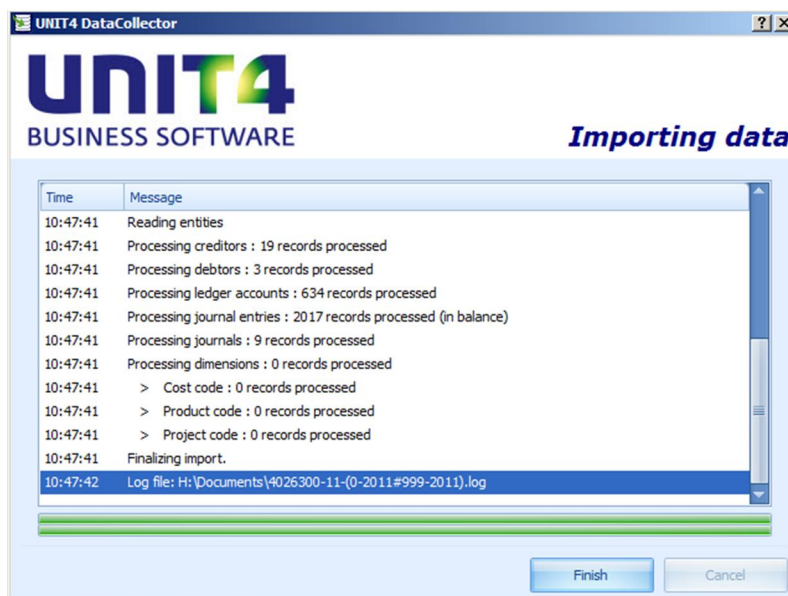 UNIT4 DataCollector
UNIT4
BUSINESS SOFTWARE
Importing data
Time Message
10:47:41 Reading entities
10:47:41 Processing creditors : 19 records processed
10:47:41 Processing debtors : 3 records processed
10:47:41 Processing ledger accounts : 634 records processed
10:47:41 Processing journal entries : 2017 records processed (in balance)
10:47:41 Processing journals : 9 records processed
10:47:41 Processing dimensions : 0 records processed
10:47:41 > Cost code : 0 records processed
10:47:41 > Product code : 0 records processed
10:47:41 > Project code : 0 records processed
10:47:41 Finalizing import.
10:47:42 Log file: H:\Documents\4026300-11-(0-2011#999-2011).log
Finish Cancel